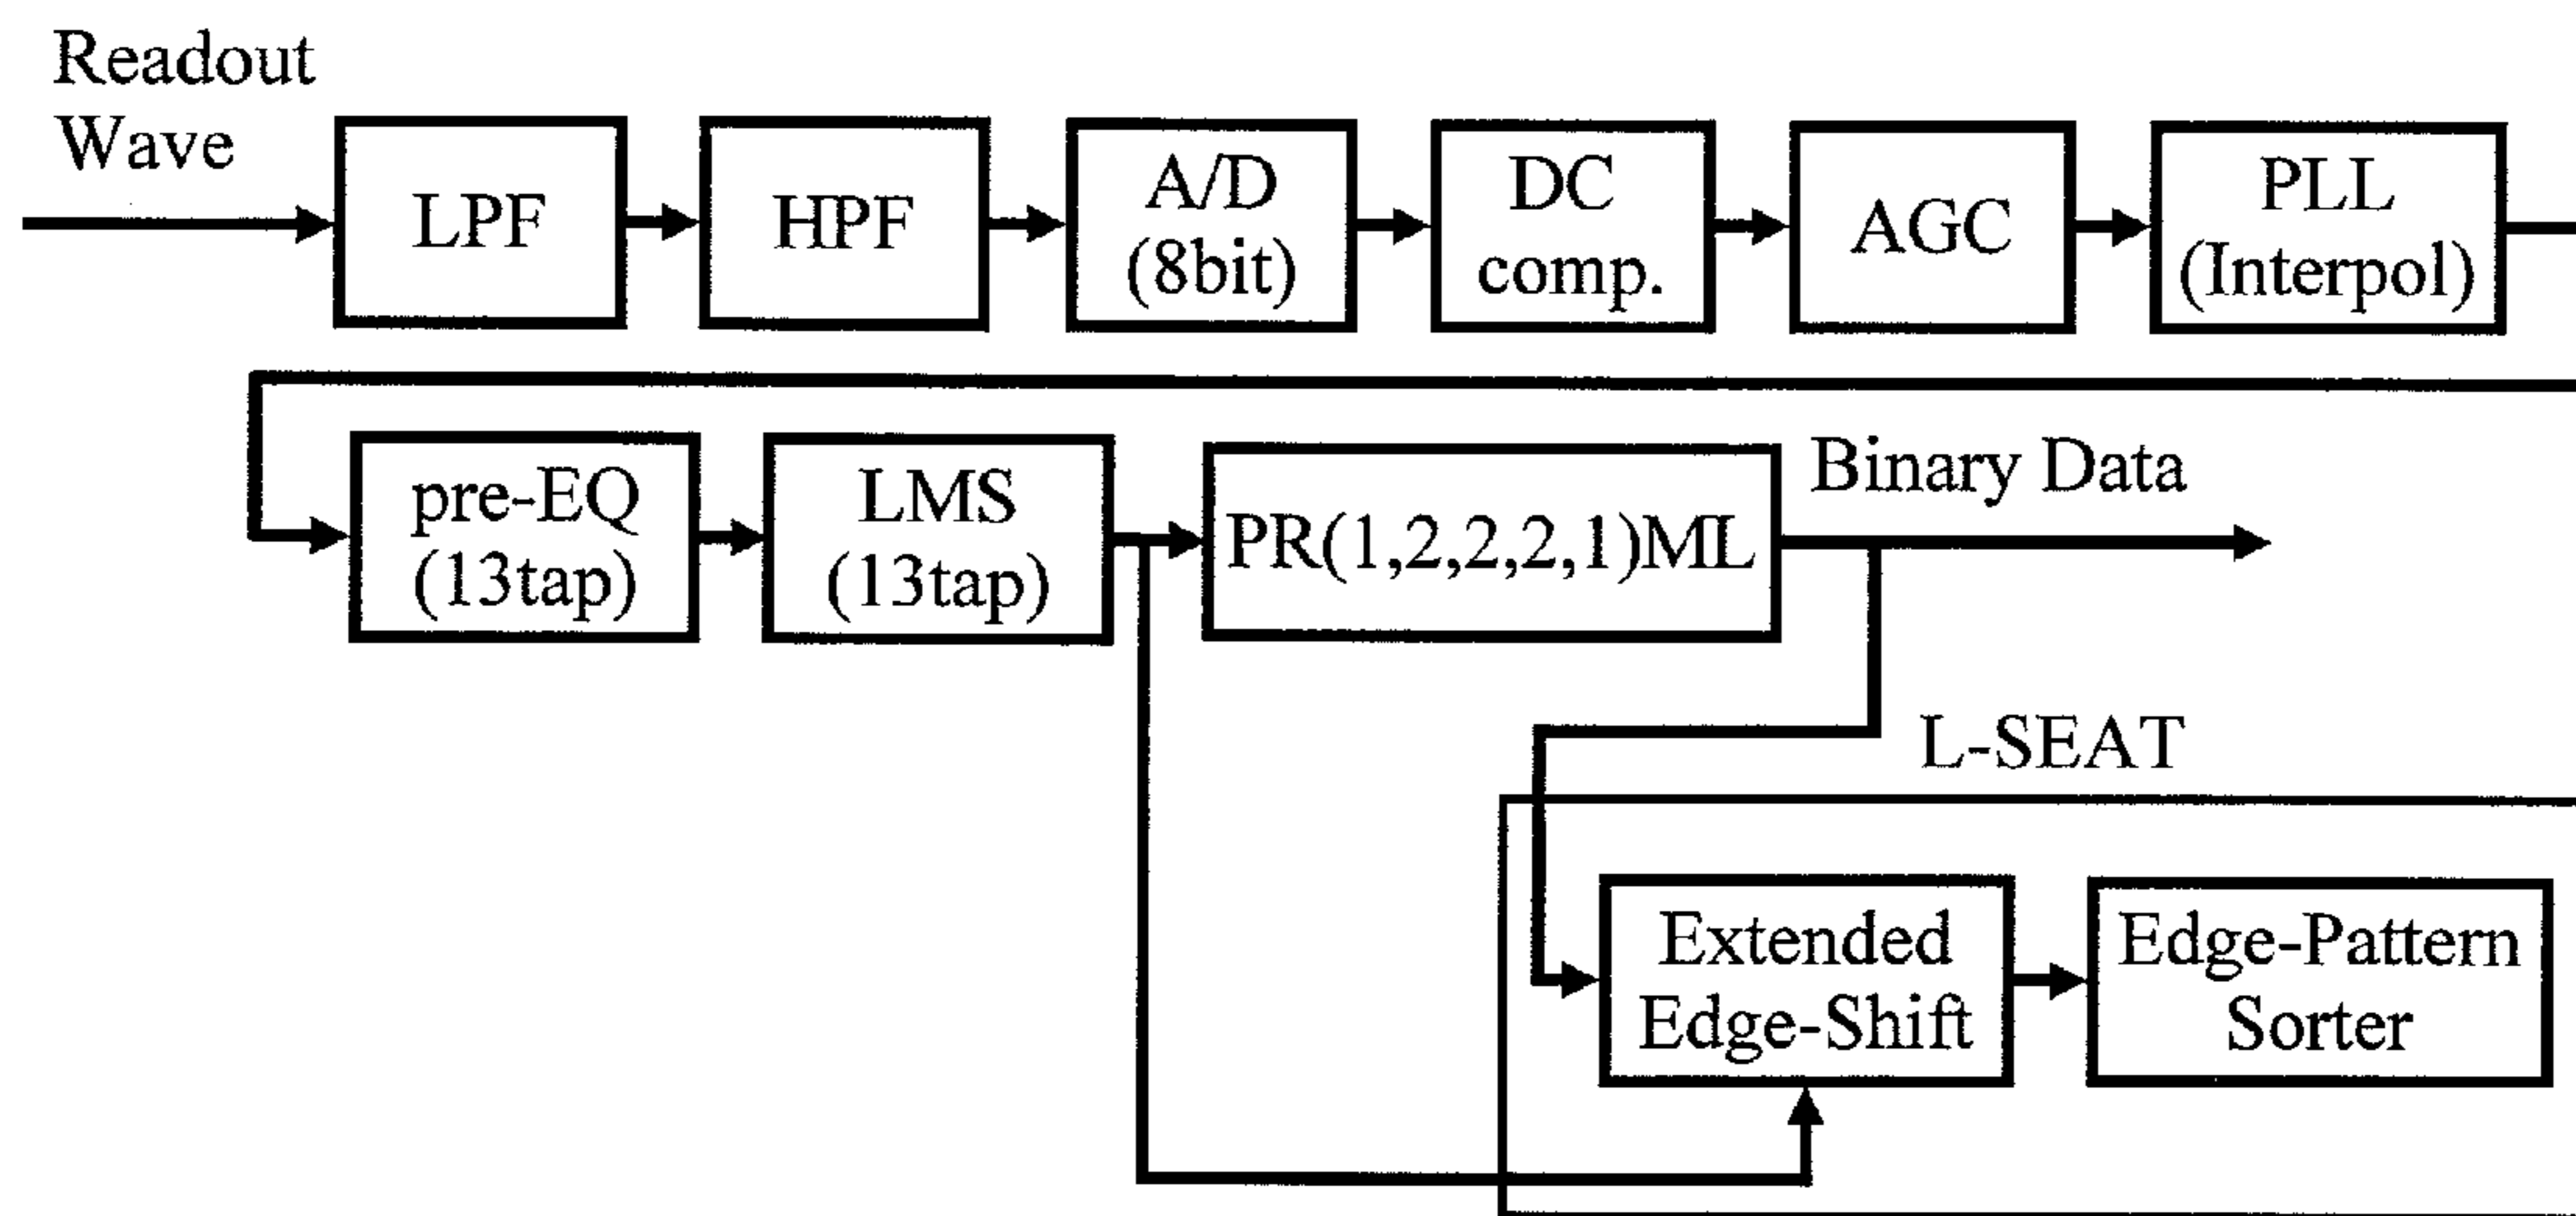 Readout
Wave
LPF
HPF
A/D
(8bit)
DC
comp.
AGC
PLL
(Interpol)
pre-EQ
(13tap)
LMS
(13tap)
PR(1,2,2,2,1)ML
Binary Data
L-SEAT
Extended
Edge-Shift
Edge-Pattern
Sorter